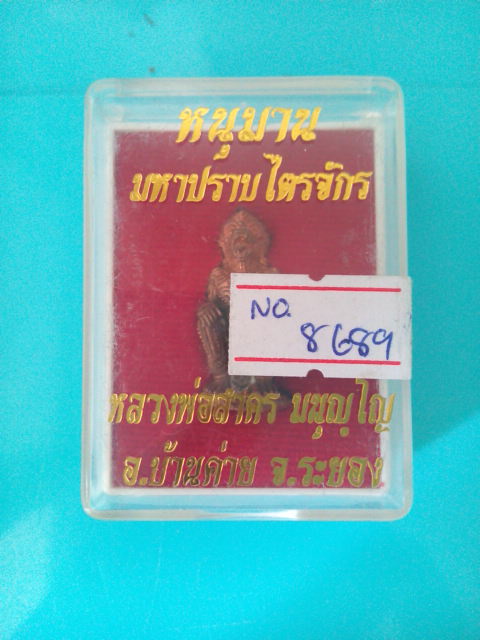 หนุมาน
มหาปราบไตรจักร
NO.
8689
หลวงพ่อสาคร มนุญฺโญ
อ.บ้านค่าย จ.ระยอง